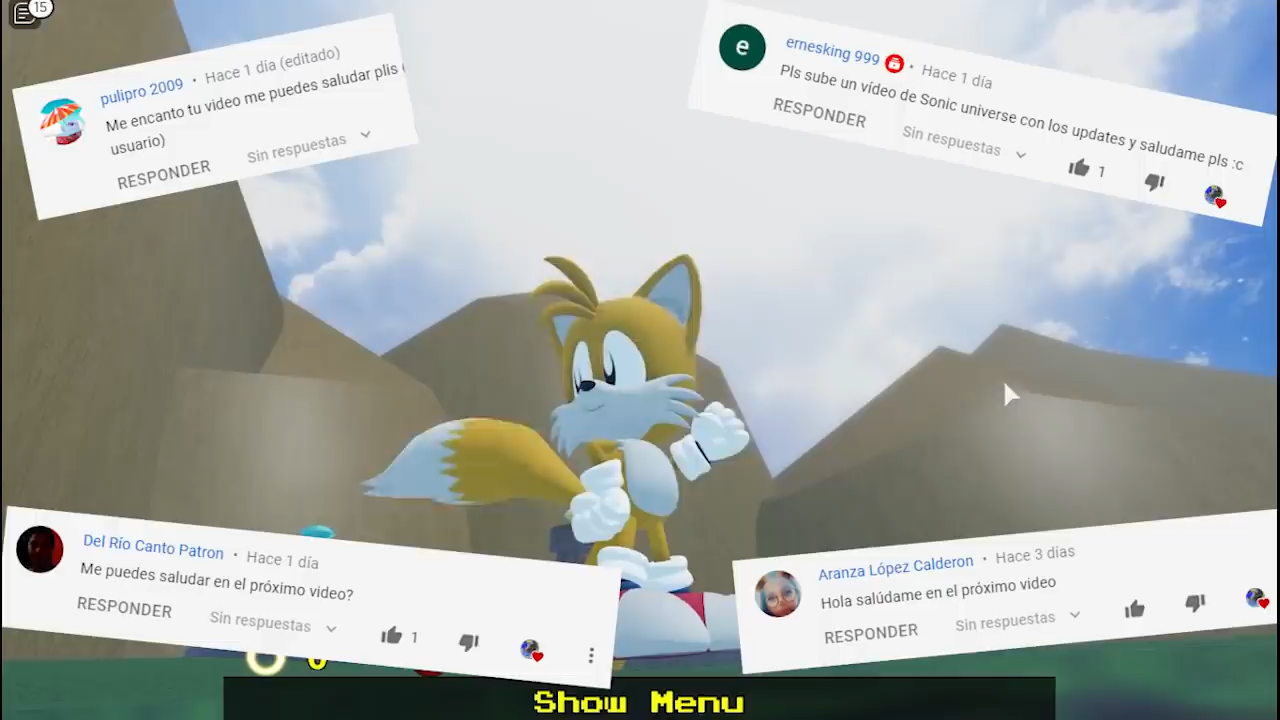 15
pulipro 2009 · Hace 1 día (editado)
Me encanto tu video me puedes saludar plis
usuario)
RESPONDER Sin respuestas
e
ernesking 999 · Hace 1 día
Pls sube un vídeo de Sonic universe con los updates y saludame pls :c
RESPONDER Sin respuestas 1
Del Río Canto Patron · Hace 1 día
Me puedes saludar en el próximo video?
RESPONDER Sin respuestas 1
Aranza López Calderon · Hace 3 días
Hola salúdame en el próximo video
RESPONDER Sin respuestas
Show Menu